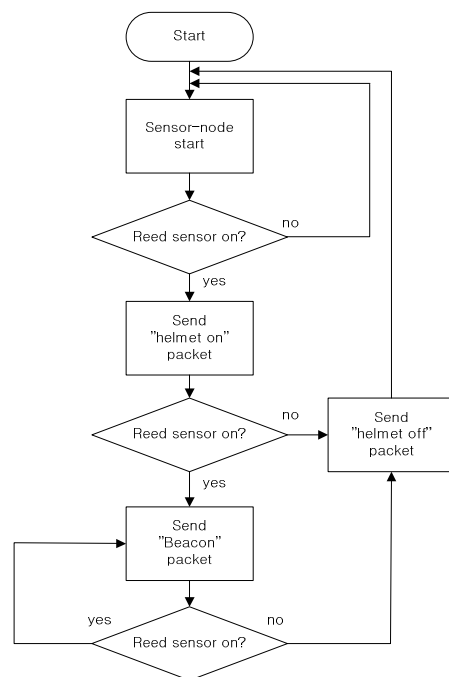 Start
Sensor-node
start
Reed sensor on?
no
yes
Send
"helmet on"
packet
Reed sensor on?
no
Send
"helmet off"
packet
yes
Send
"Beacon"
packet
yes
Reed sensor on?
no